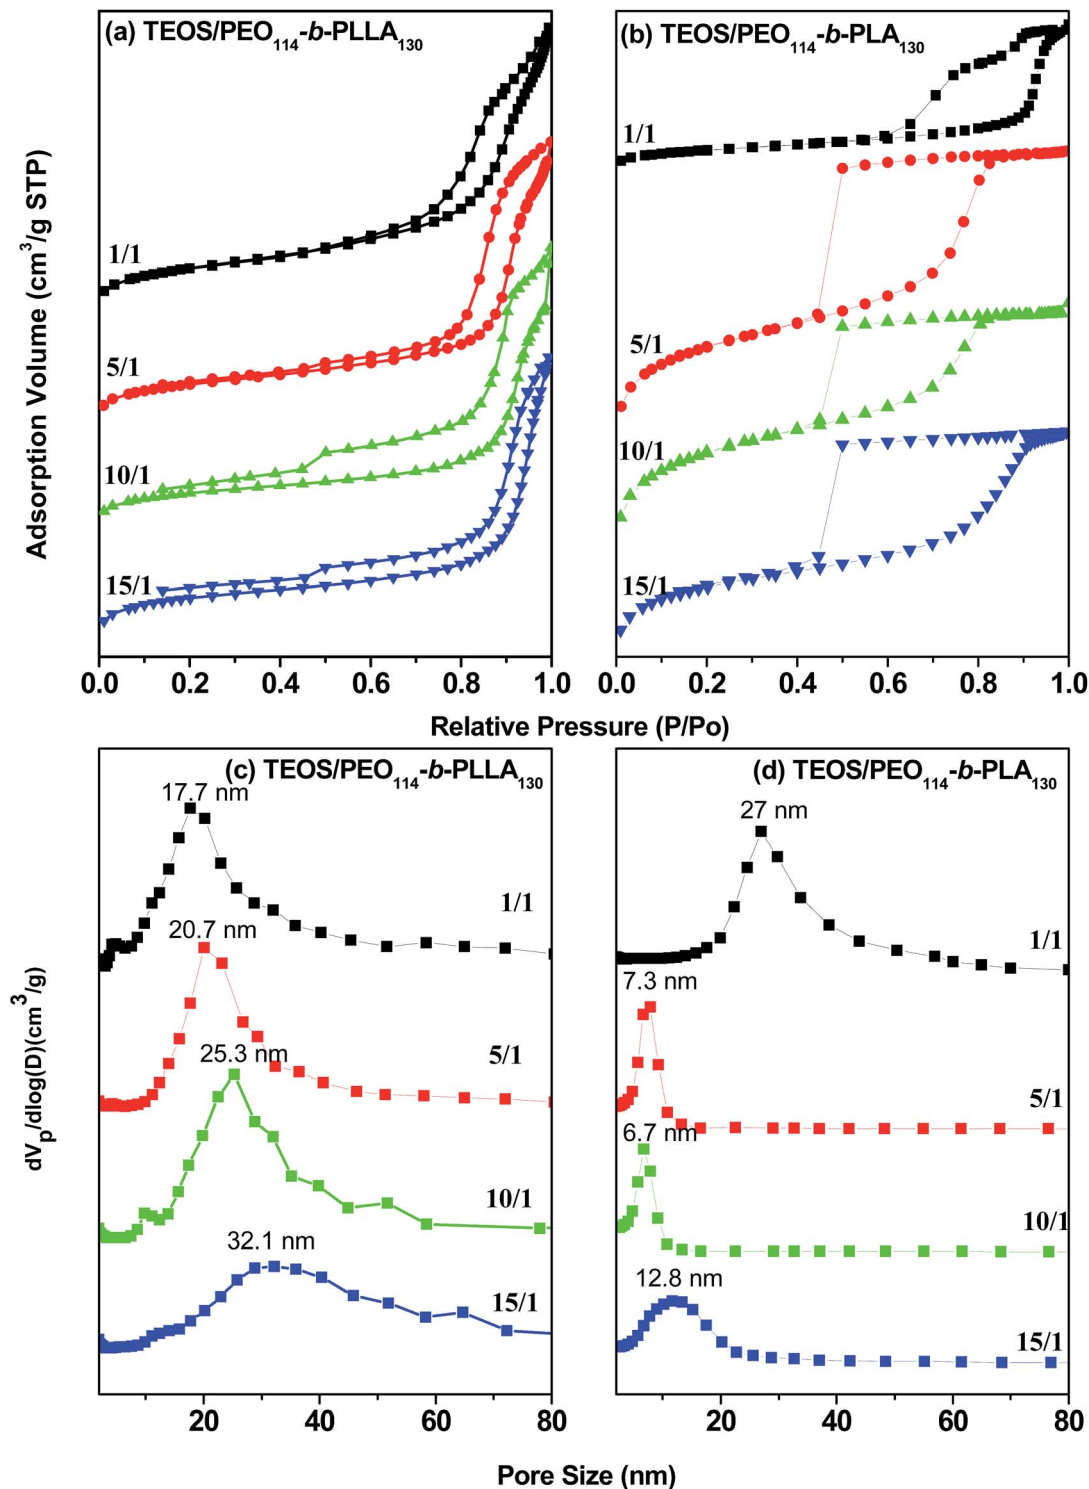 (a) TEOS/PEO₁₁₄-b-PLLA₁₃₀
(b) TEOS/PEO₁₁₄-b-PLA₁₃₀
1/1
5/1
10/1
15/1
1/1
5/1
10/1
15/1
Adsorption Volume (cm³/g STP)
0.0 0.2 0.4 0.6 0.8 1.0
0.0 0.2 0.4 0.6 0.8 1.0
Relative Pressure (P/Po)
(c) TEOS/PEO₁₁₄-b-PLLA₁₃₀
17.7 nm
1/1
20.7 nm
5/1
25.3 nm
10/1
32.1 nm
15/1
(d) TEOS/PEO₁₁₄-b-PLA₁₃₀
27 nm
1/1
7.3 nm
5/1
6.7 nm
10/1
12.8 nm
15/1
dVp/dlog(D)(cm³/g)
20 40 60 80
20 40 60 80
Pore Size (nm)